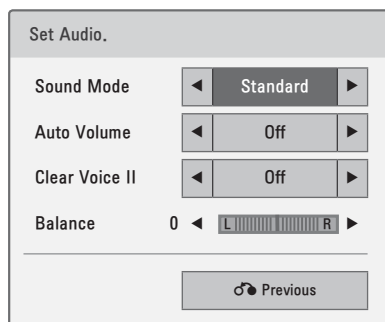 Set Audio.
Sound Mode ◀ Standard ▶
Auto Volume ◀ Off ▶
Clear Voice II ◀ Off ▶
Balance 0 ◀ L R ▶
Previous